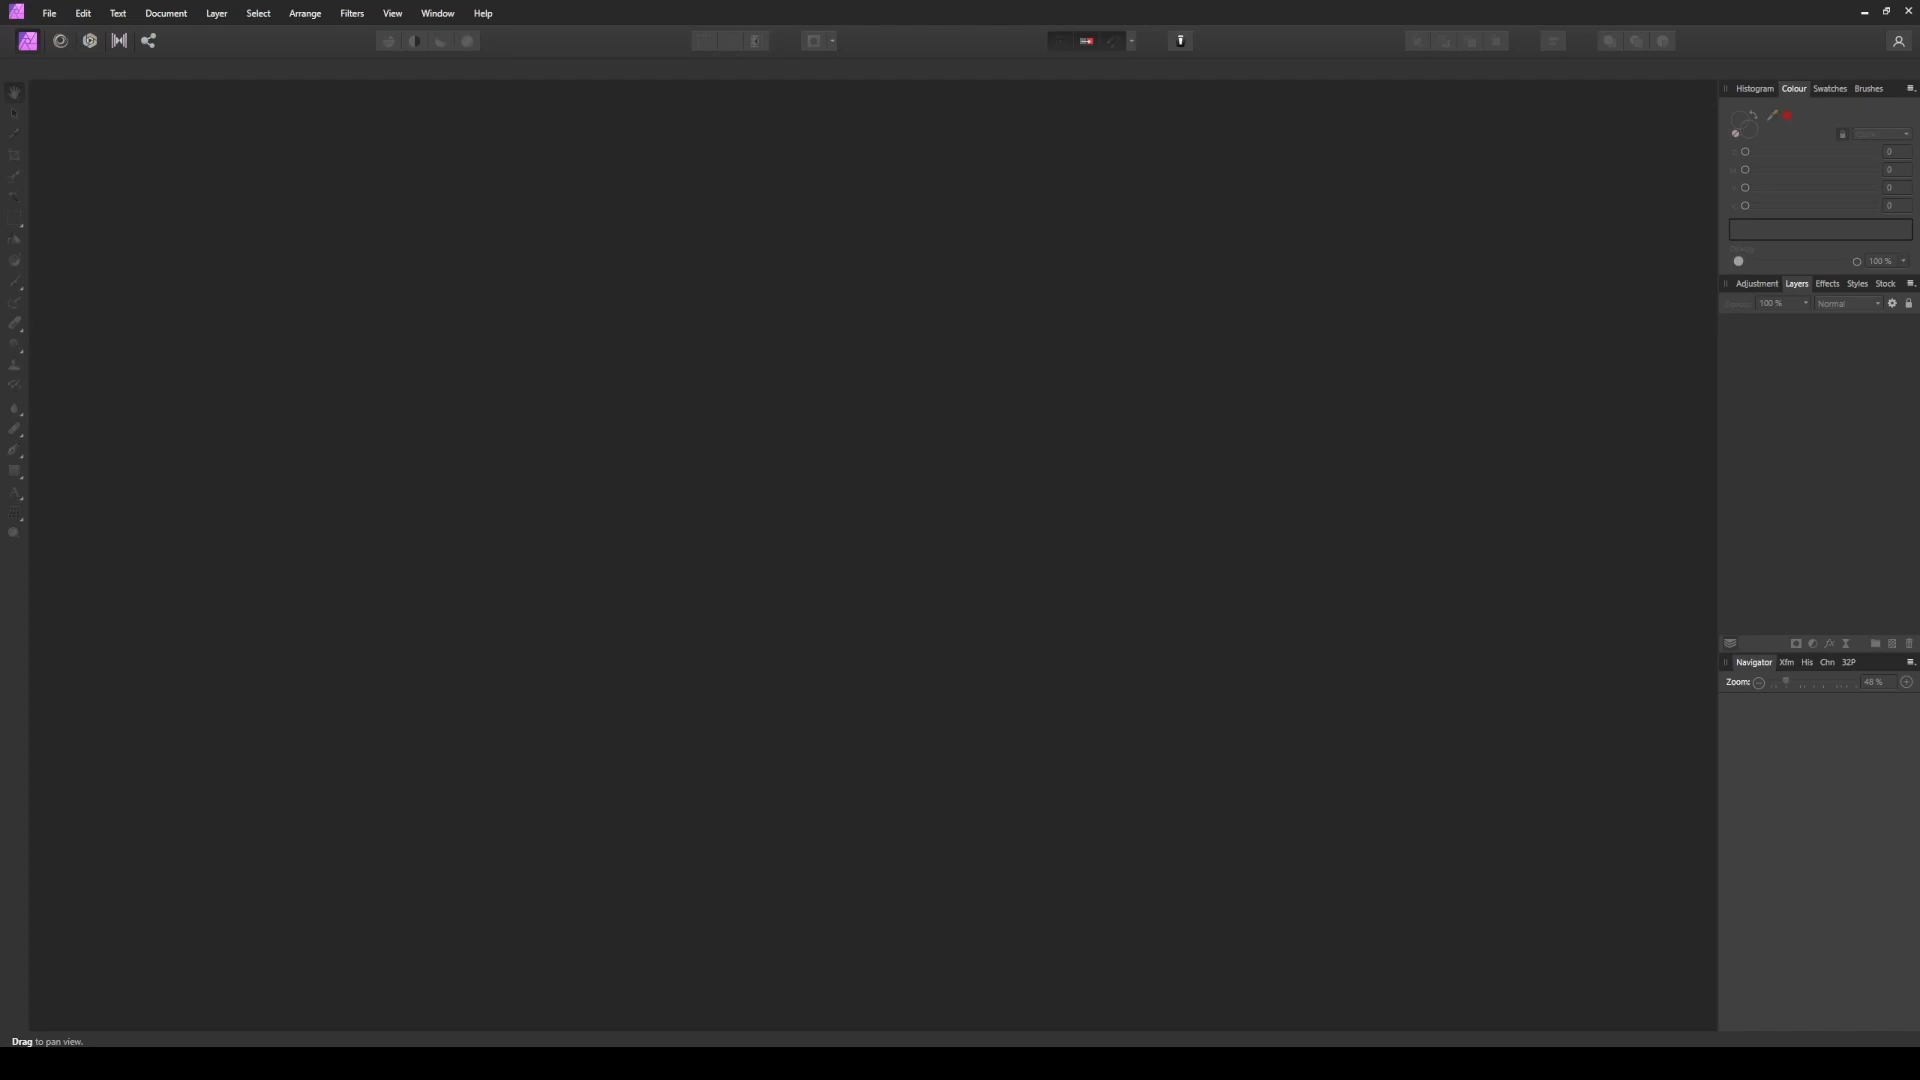 File Edit Text Document Layer Select Arrange Filters View Window Help
Histogram Colour Swatches Brushes
0
0
0
0
Opacity
100 %
Adjustment Layers Effects Styles Stock
100 % Normal
Navigator Xfm His Chn 32P
Zoom: 48 %
Drag to pan view.